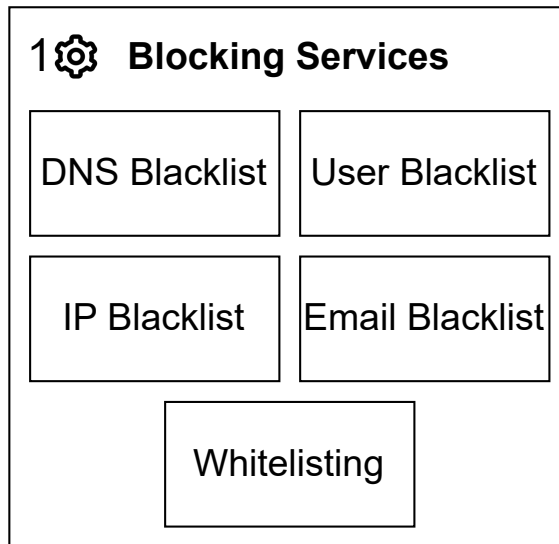 1 Blocking Services
DNS Blacklist
User Blacklist
IP Blacklist
Email Blacklist
Whitelisting